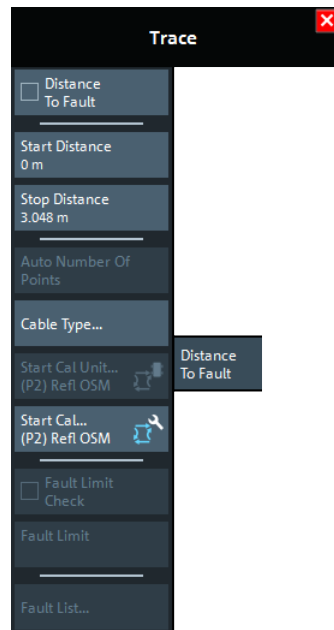 Trace
Distance
To Fault
Start Distance
0 m
Stop Distance
3.048 m
Auto Number Of
Points
Cable Type...
Start Cal Unit...
(P2) Refl OSM
Start Cal...
(P2) Refl OSM
Fault Limit
Check
Fault Limit
Fault List...
Distance
To Fault